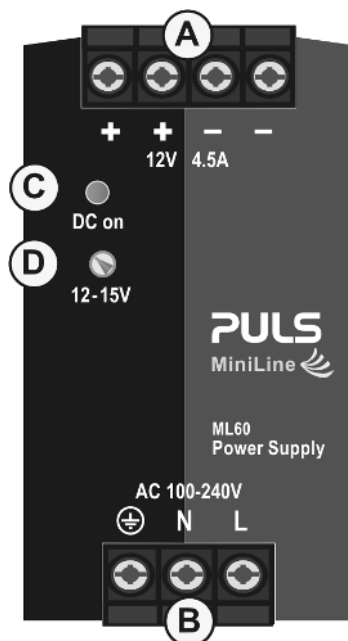 A
+ + − −
12V 4.5A
C
DC on
D
12-15V
PULS
MiniLine
ML60
Power Supply
AC 100-240V
N L
B